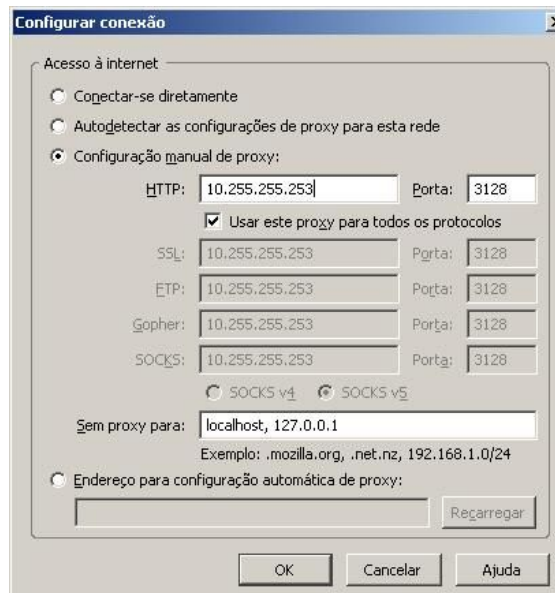 Configurar conexão
Acesso à internet
Conectar-se diretamente
Autodetectar as configurações de proxy para esta rede
Configuração manual de proxy:
HTTP: 10.255.255.253 Porta: 3128
Usar este proxy para todos os protocolos
SSL: 10.255.255.253 Porta: 3128
FTP: 10.255.255.253 Porta: 3128
Gopher: 10.255.255.253 Porta: 3128
SOCKS: 10.255.255.253 Porta: 3128
SOCKS v4 SOCKS v5
Sem proxy para: localhost, 127.0.0.1
Exemplo: .mozilla.org, .net.nz, 192.168.1.0/24
Endereço para configuração automática de proxy:
Recarregar
OK Cancelar Ajuda